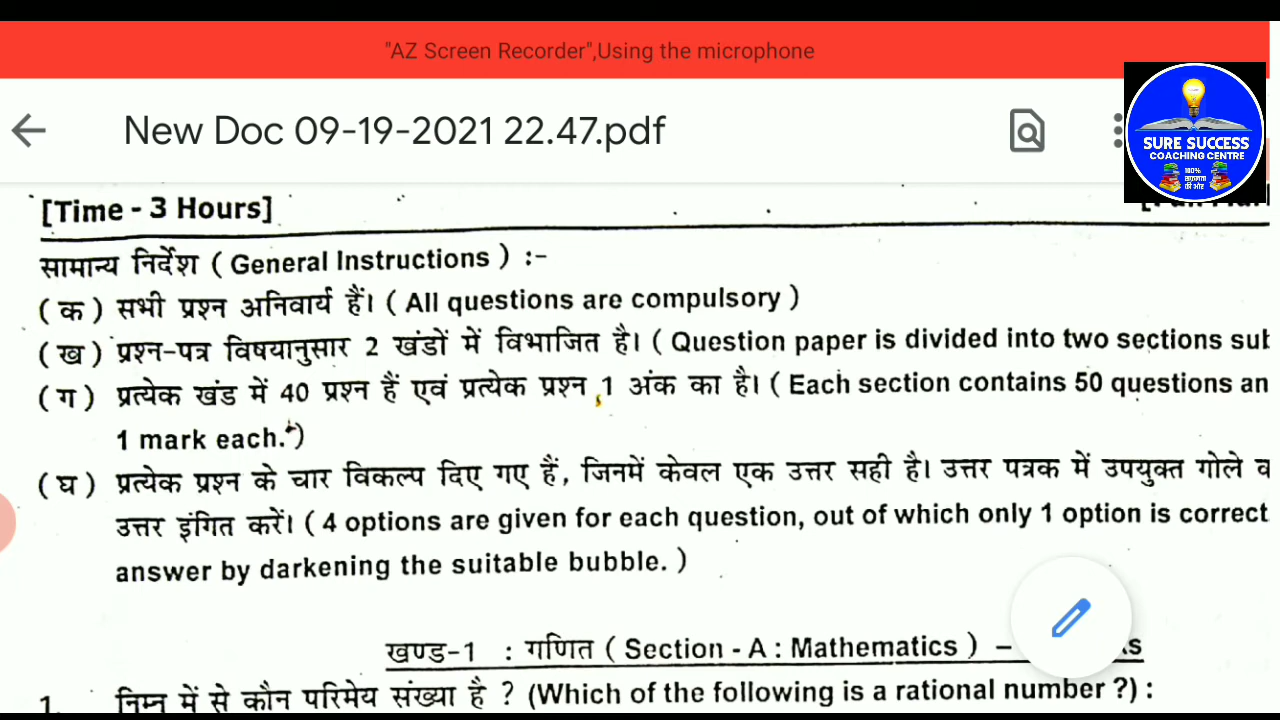 "AZ Screen Recorder",Using the microphone
New Doc 09-19-2021 22.47.pdf
SURE SUCCESS
COACHING CENTRE
100%
सफलता
की ओर
[Time - 3 Hours]
सामान्य निर्देश ( General Instructions ) :-
( क ) सभी प्रश्न अनिवार्य हैं। ( All questions are compulsory )
( ख ) प्रश्न-पत्र विषयानुसार 2 खंडों में विभाजित है। ( Question paper is divided into two sections
( ग ) प्रत्येक खंड में 40 प्रश्न हैं एवं प्रत्येक प्रश्न 1 अंक का है। ( Each section contains 50 questions
1 mark each. )
( घ ) प्रत्येक प्रश्न के चार विकल्प दिए गए हैं, जिनमें केवल एक उत्तर सही है। उत्तर पत्रक में उपयुक्त गोले
उत्तर इंगित करें। ( 4 options are given for each question, out of which only 1 option is correct
answer by darkening the suitable bubble. )
खण्ड-1 : गणित ( Section - A : Mathematics ) –
1. निम्न में से कौन परिमेय संख्या है ? (Which of the following is a rational number ?) :